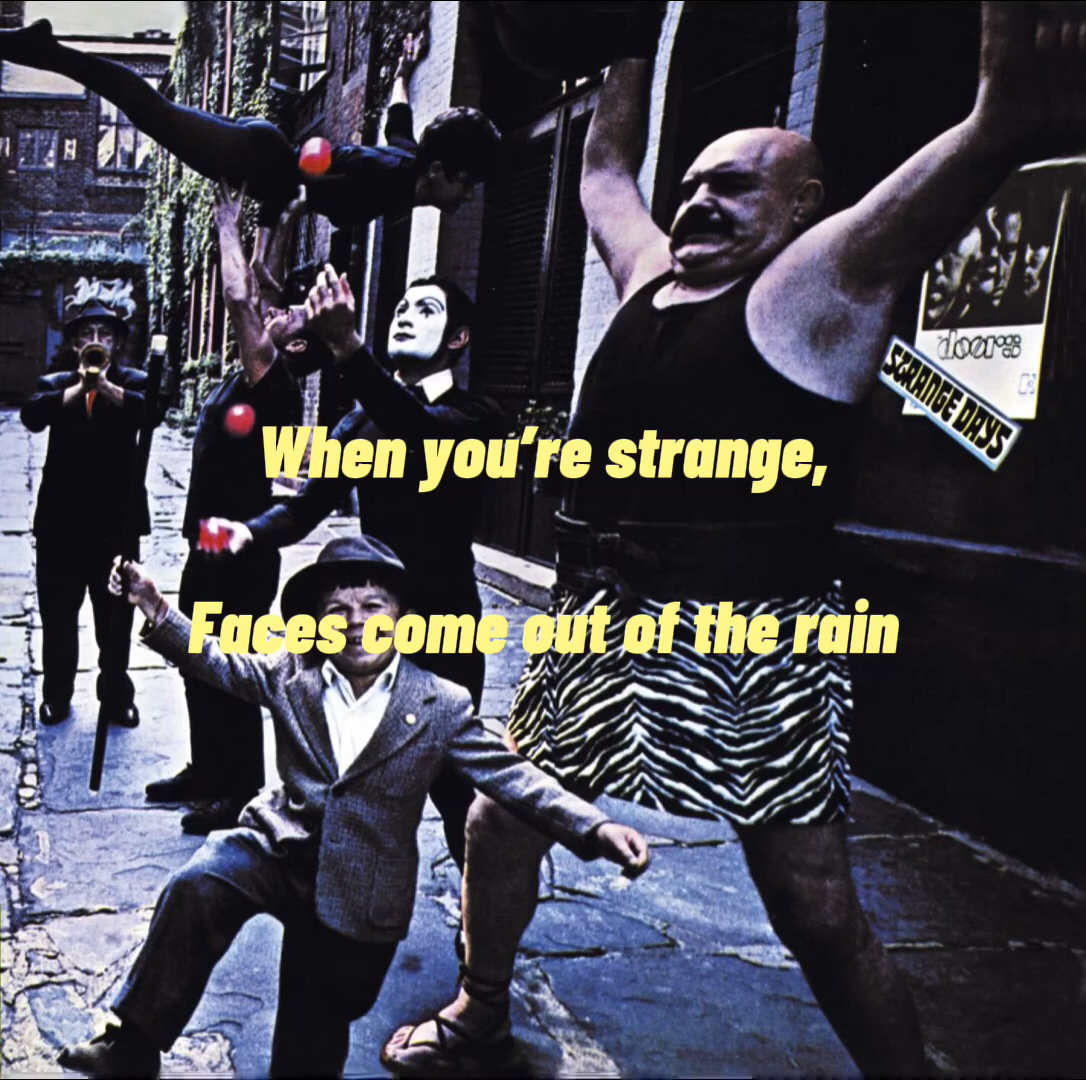 doors
STRANGE DAYS
When you’re strange,
Faces come out of the rain